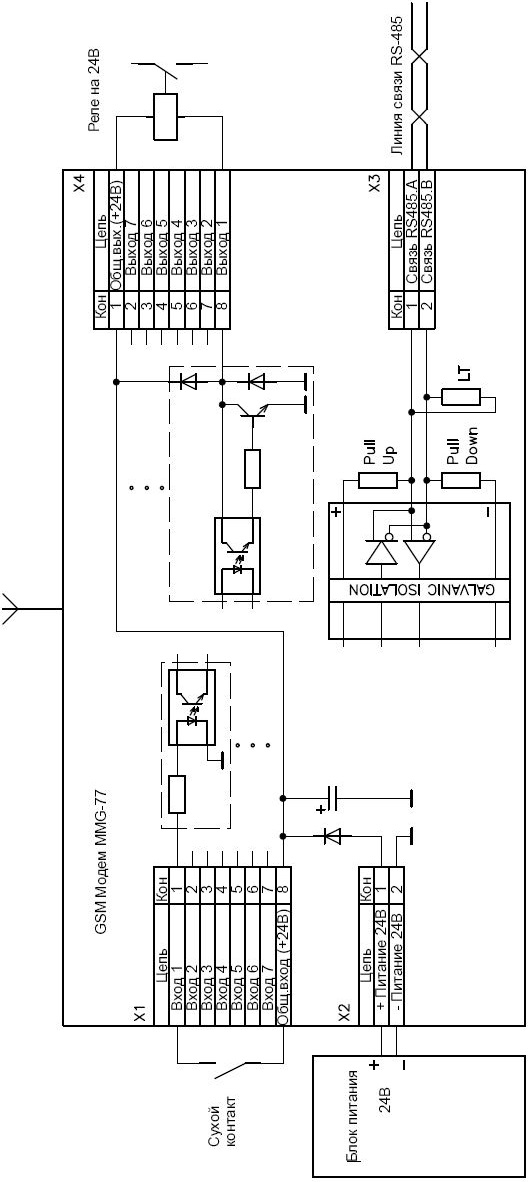 GSM Модем MMG-77
X1
Цепь Кон
Вход 1 1
Вход 2 2
Вход 3 3
Вход 4 4
Вход 5 5
Вход 6 6
Вход 7 7
Общ.вход (+24В) 8
Сухой
контакт
X2
Цепь Кон
+ Питание 24В 1
- Питание 24В 2
Блок питания
24В
+
−
+
X4
Кон Цепь
1 Общ.вых.(+24В)
2 Выход 7
3 Выход 6
4 Выход 5
5 Выход 4
6 Выход 3
7 Выход 2
8 Выход 1
Реле на 24В
X3
Кон Цепь
1 Связь RS485.A
2 Связь RS485.B
Линия связи RS-485
LT
Pull
Up
Pull
Down
+
−
GALVANIC ISOLATION